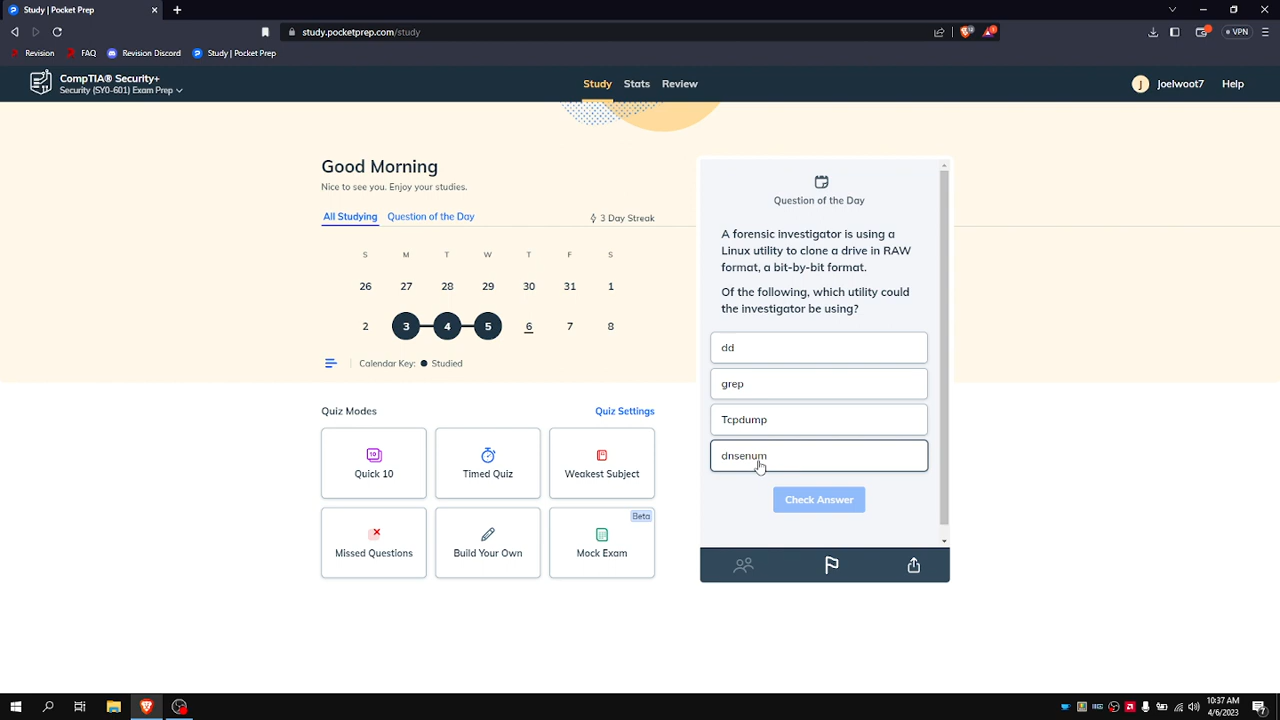 Study | Pocket Prep
study.pocketprep.com/study
VPN
Revision
FAQ
Revision Discord
Study | Pocket Prep
CompTIA® Security+
Security (SY0-601) Exam Prep
Study
Stats
Review
J
Joelwoot7
Help
Good Morning
Nice to see you. Enjoy your studies.
All Studying
Question of the Day
3 Day Streak
S M T W T F S
26 27 28 29 30 31 1
2 3 4 5 6 7 8
Calendar Key: Studied
Quiz Modes
Quiz Settings
10
Quick 10
Timed Quiz
Weakest Subject
Missed Questions
Build Your Own
Beta
Mock Exam
Question of the Day
A forensic investigator is using a
Linux utility to clone a drive in RAW
format, a bit-by-bit format.
Of the following, which utility could
the investigator be using?
dd
grep
Tcpdump
dnsenum
Check Answer
10:37 AM
4/6/2023